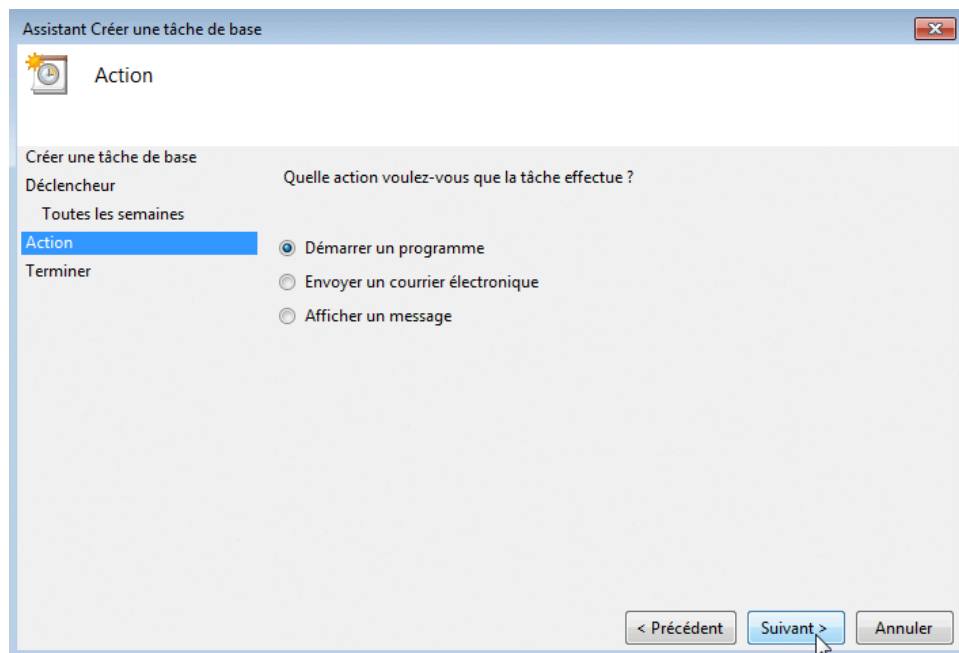 Assistant Créer une tâche de base
Action
Créer une tâche de base
Déclencheur
Toutes les semaines
Action
Terminer
Quelle action voulez-vous que la tâche effectue ?
Démarrer un programme
Envoyer un courrier électronique
Afficher un message
< Précédent
Suivant >
Annuler